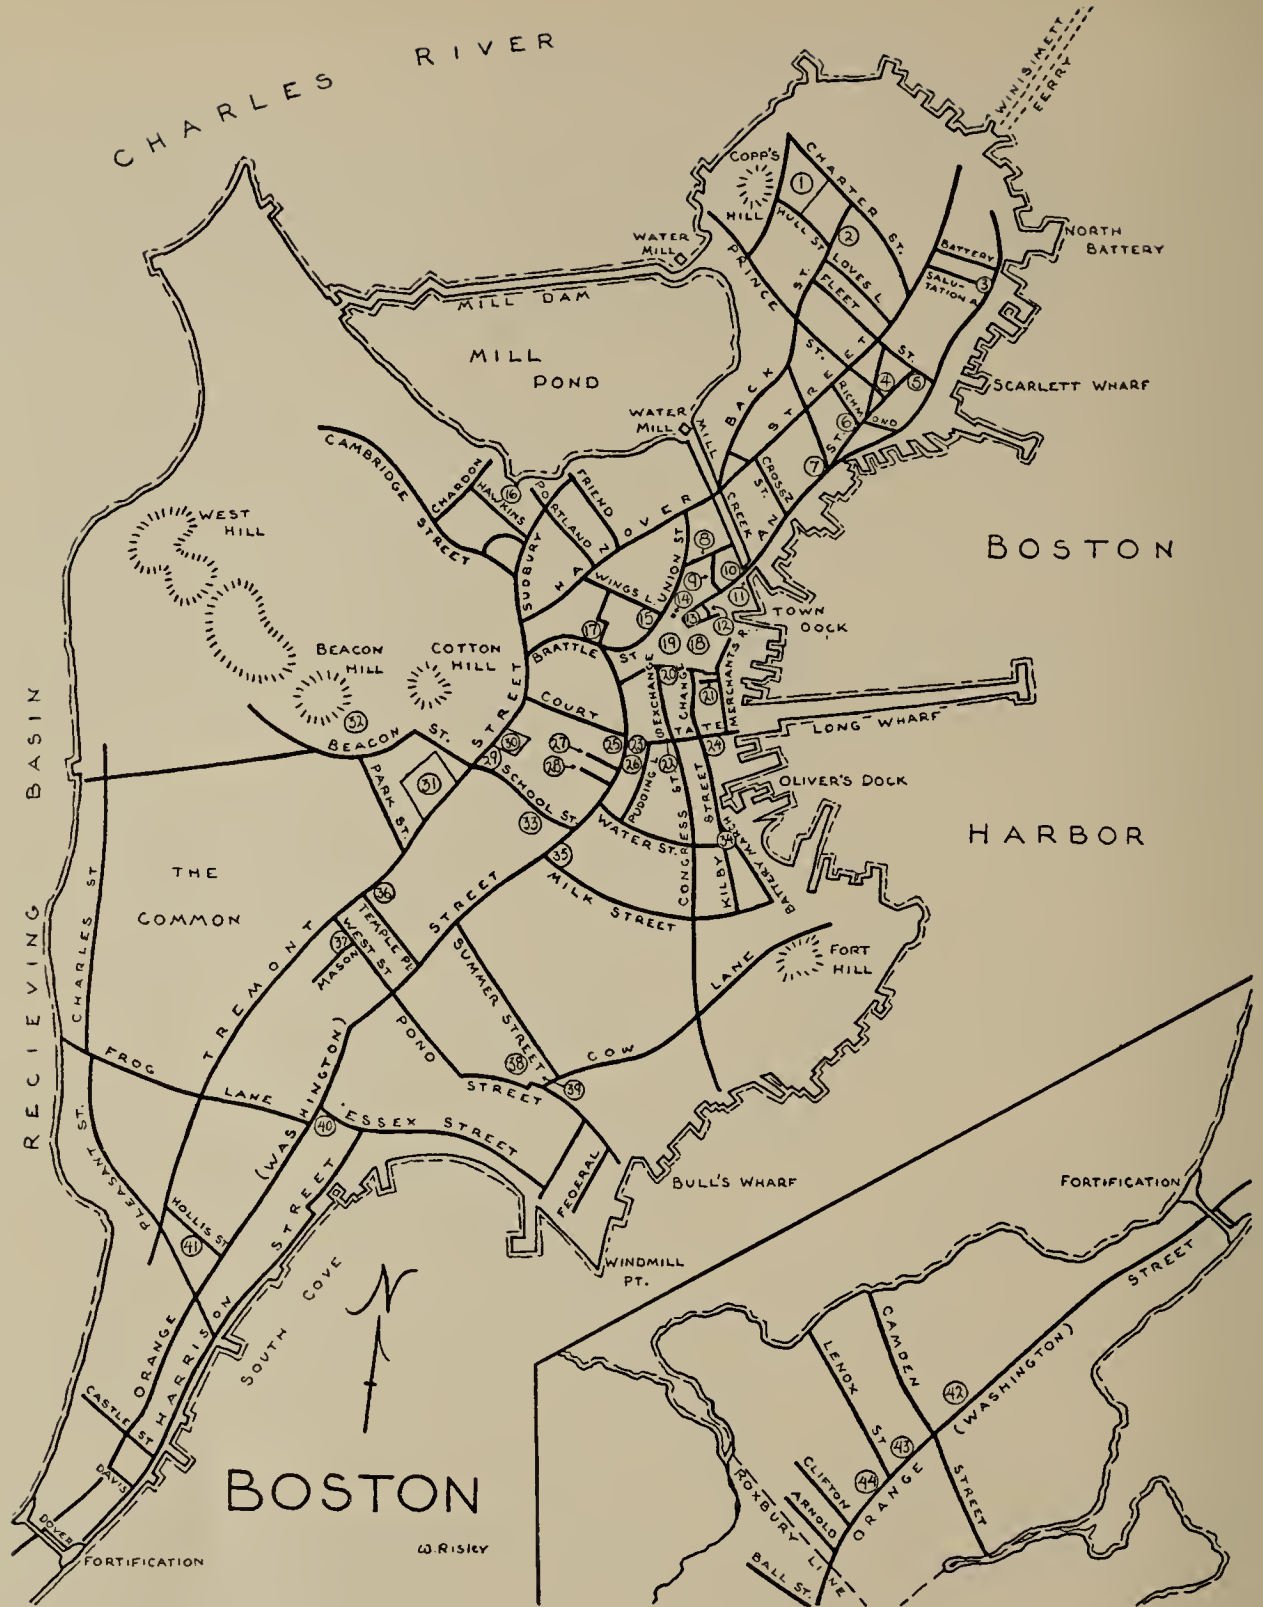 CHARLES RIVER
WINISIMETT
FERRY
COPP'S
HILL
1
CHARTER ST.
HULL ST
2
NORTH
BATTERY
WATER
MILL
PRINCE ST.
BATTERY
SALU-
TATION A.
3
LOVES L
FLEET ST.
MILL DAM
MILL
POND
BACK ST.
STREET
4
5
SCARLETT WHARF
RICHMOND
6
WATER
MILL
MILL CREEK
7
CROSS ST.
AN ST.
CAMBRIDGE STREET
CHARDON
HAWKINS
16
PORTLAND
FRIEND
HANOVER
WEST
HILL
SUDBURY
WINGS L.
UNION ST
8
9
10
11
14
13
12
15
17
BOSTON
TOWN
DOCK
BEACON
HILL
COTTON
HILL
BRATTLE ST
19
18
20
EXCHANGE
CHANGE A
21
MERCHANTS R.
COURT
STATE
LONG WHARF
32
BEACON ST.
STREET
30
27
25
23
28
26
29
22
24
SCHOOL ST.
PUDDING L
31
PARK ST.
33
WATER ST.
CONGRESS ST
STREET
OLIVER'S DOCK
34
KILBY
BATTERY MARCH
HARBOR
RECIEVING BASIN
CHARLES ST
THE
COMMON
35
MILK STREET
36
TEMPLE PL
WEST ST
37
MASON
STREET
TREMONT
SUMMER STREET
FORT
HILL
COW LANE
POND STREET
38
39
FROG LANE
40
ESSEX STREET
(WASHINGTON)
PLEASANT ST.
HOLLIS ST
41
FEDERAL
BULL'S WHARF
WINDMILL
PT.
SOUTH COVE
ORANGE
HARRISON STREET
CASTLE ST
DAVIS
DOVER
FORTIFICATION
N
BOSTON
W. RISLEY
FORTIFICATION
LENOX ST
CAMDEN STREET
42
43
44
ORANGE (WASHINGTON) STREET
CLIFTON
ARNOLD
ROXBURY LINE
BALL ST.